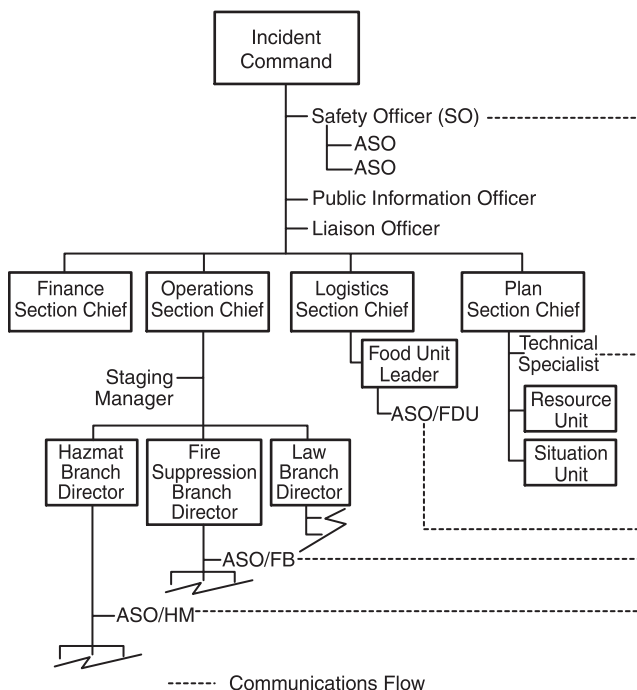 Incident
Command
Safety Officer (SO)
ASO
ASO
Public Information Officer
Liaison Officer
Finance
Section Chief
Operations
Section Chief
Logistics
Section Chief
Plan
Section Chief
Technical
Specialist
Food Unit
Leader
Staging
Manager
ASO/FDU
Resource
Unit
Hazmat
Branch
Director
Fire
Suppression
Branch
Director
Law
Branch
Director
Situation
Unit
ASO/FB
ASO/HM
Communications Flow